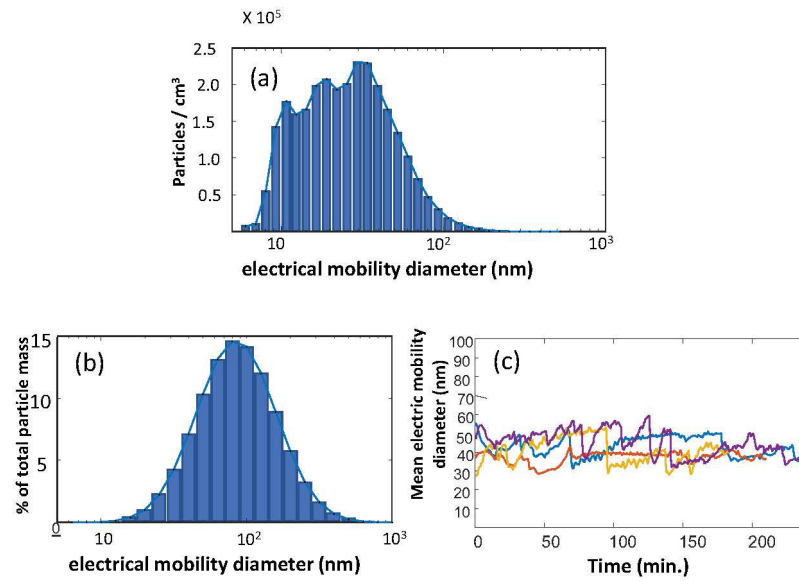 X 10⁵
(a)
Particles / cm³
2.5
2.0
1.5
1.0
0.5
10 10² 10³
electrical mobility diameter (nm)
(b)
% of total particle mass
15
10
5
0
10 10² 10³
electrical mobility diameter (nm)
(c)
Mean electric mobility
diameter (nm)
100
90
80
70
60
50
40
30
20
10
0 50 100 150 200
Time (min.)